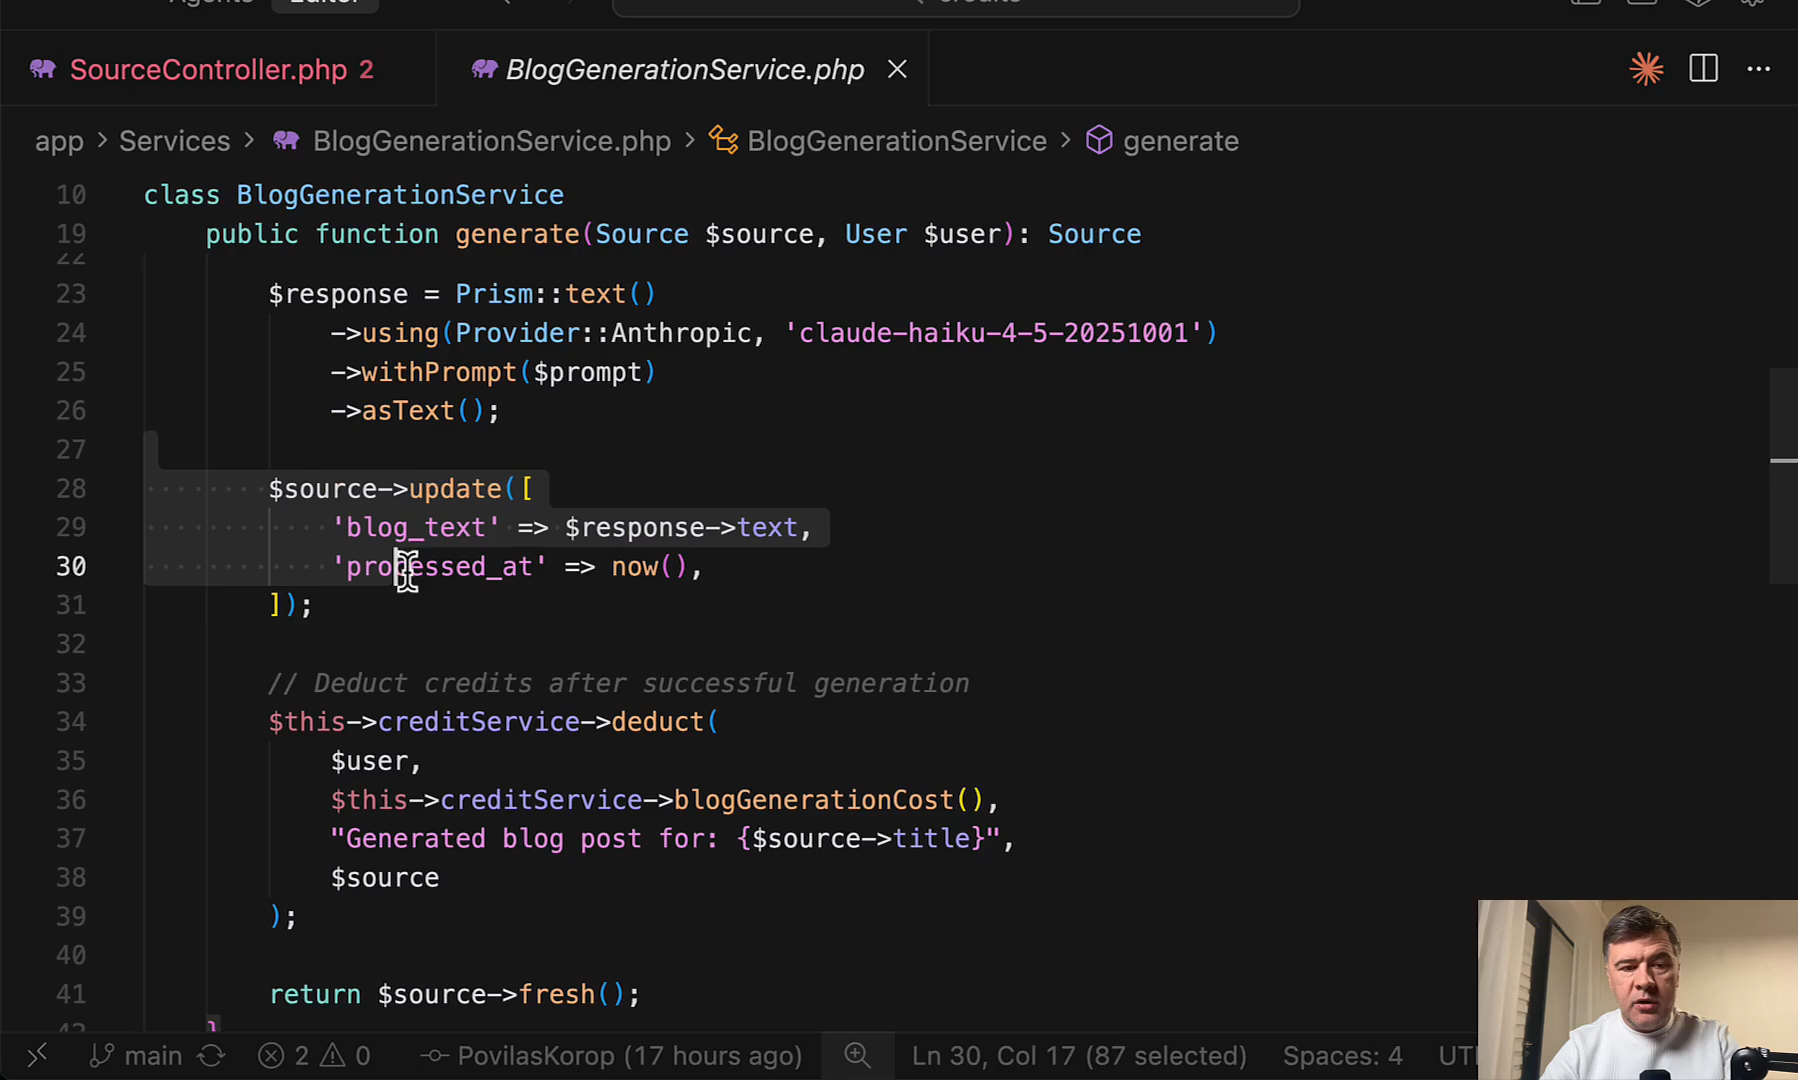 Editor
SourceController.php 2
BlogGenerationService.php
app > Services > BlogGenerationService.php > BlogGenerationService > generate
10 class BlogGenerationService
19 public function generate(Source $source, User $user): Source
22
23 $response = Prism::text()
24 ->using(Provider::Anthropic, 'claude-haiku-4-5-20251001')
25 ->withPrompt($prompt)
26 ->asText();
27
28 $source->update([
29 'blog_text' => $response->text,
30 'processed_at' => now(),
31 ]);
32
33 // Deduct credits after successful generation
34 $this->creditService->deduct(
35 $user,
36 $this->creditService->blogGenerationCost(),
37 "Generated blog post for: {$source->title}",
38 $source
39 );
40
41 return $source->fresh();
42 }
main 2 0 PovilasKorop (17 hours ago) Ln 30, Col 17 (87 selected) Spaces: 4